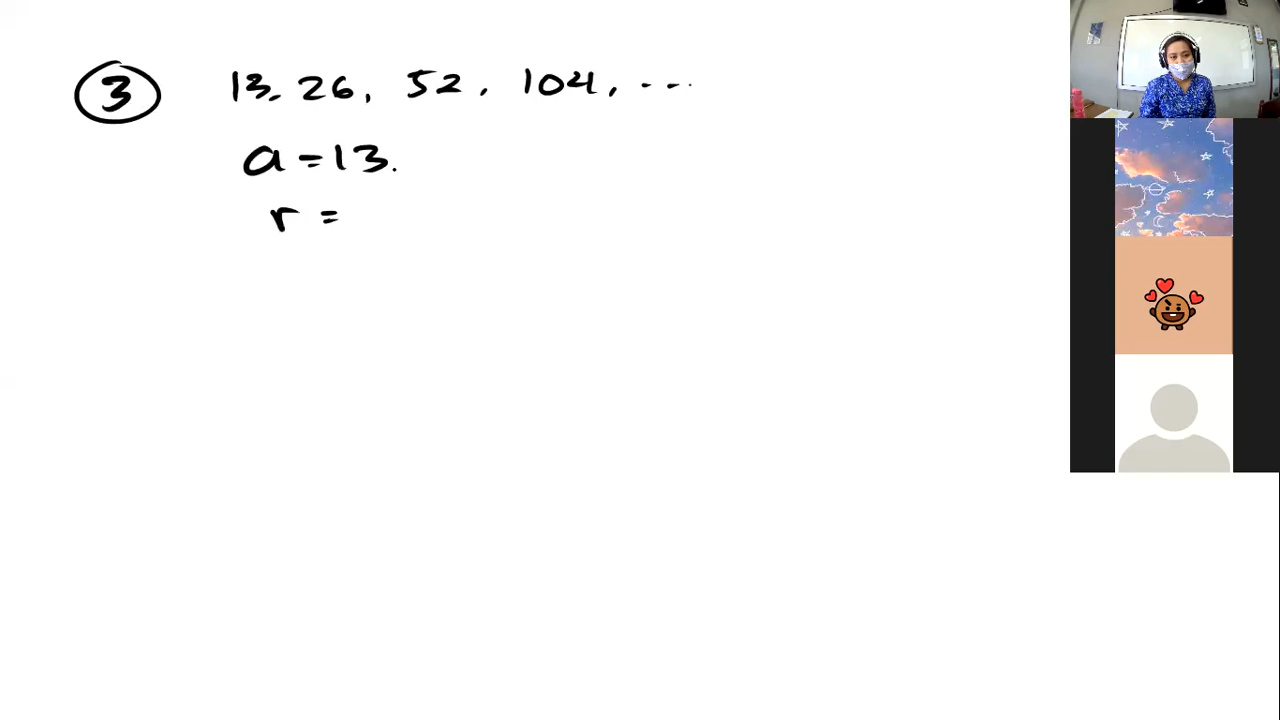 3 13, 26, 52, 104, ...
a = 13.
r =